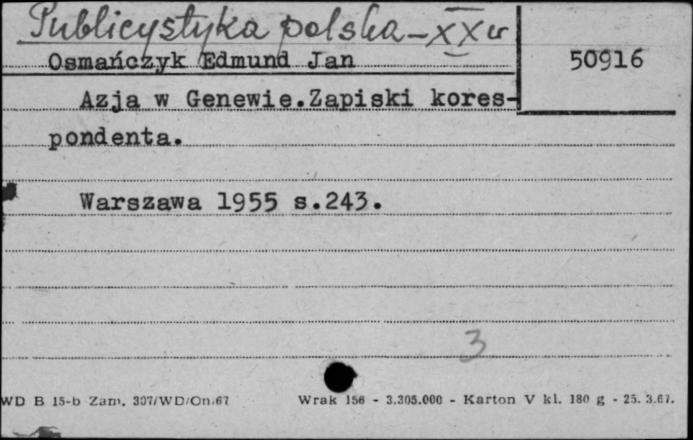 Publicystyka polska – XX w
Osmańczyk Edmund Jan
50916
Azja w Genewie.Zapiski kores-
pondenta.
Warszawa 1955 s.243.
3
WD B 15-b Zam. 307/WD/On/67
Wrak 156 - 3.305.000 - Karton V kl. 180 g - 25. 3.67.